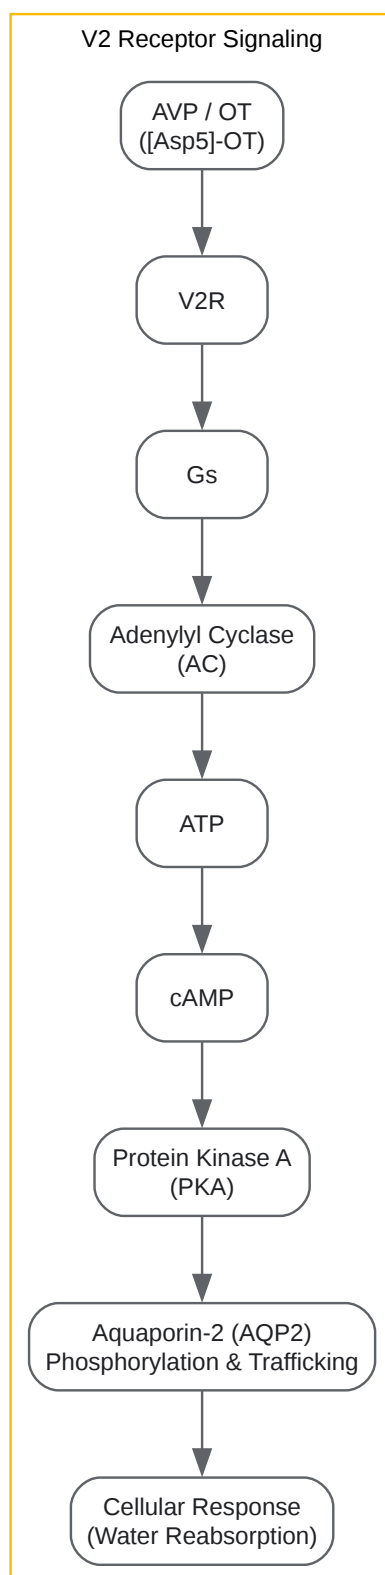 V2 Receptor Signaling
AVP / OT
([Asp5]-OT)
V2R
Gs
Adenylyl Cyclase
(AC)
ATP
cAMP
Protein Kinase A
(PKA)
Aquaporin-2 (AQP2)
Phosphorylation & Trafficking
Cellular Response
(Water Reabsorption)